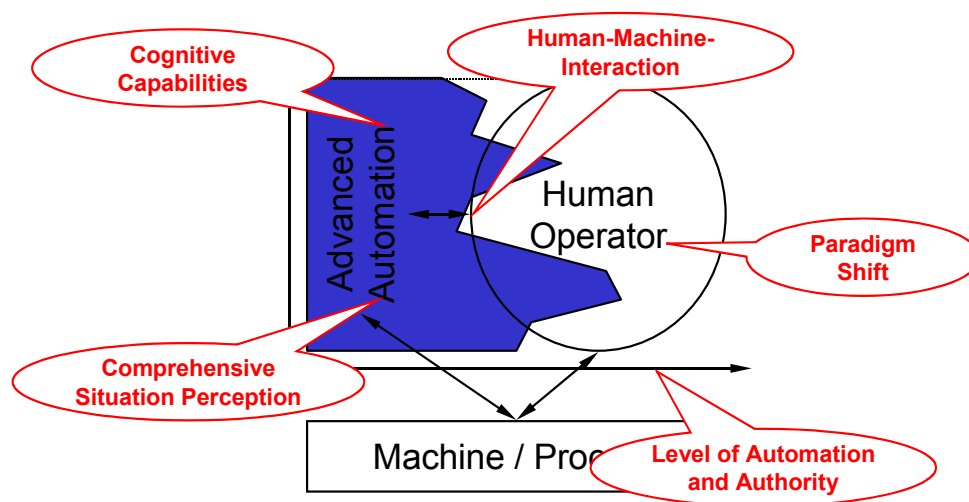 Cognitive
Capabilities
Human-Machine-
Interaction
Advanced
Automation
Human
Operator
Paradigm
Shift
Comprehensive
Situation Perception
Machine /
Level of Automation
and Authority